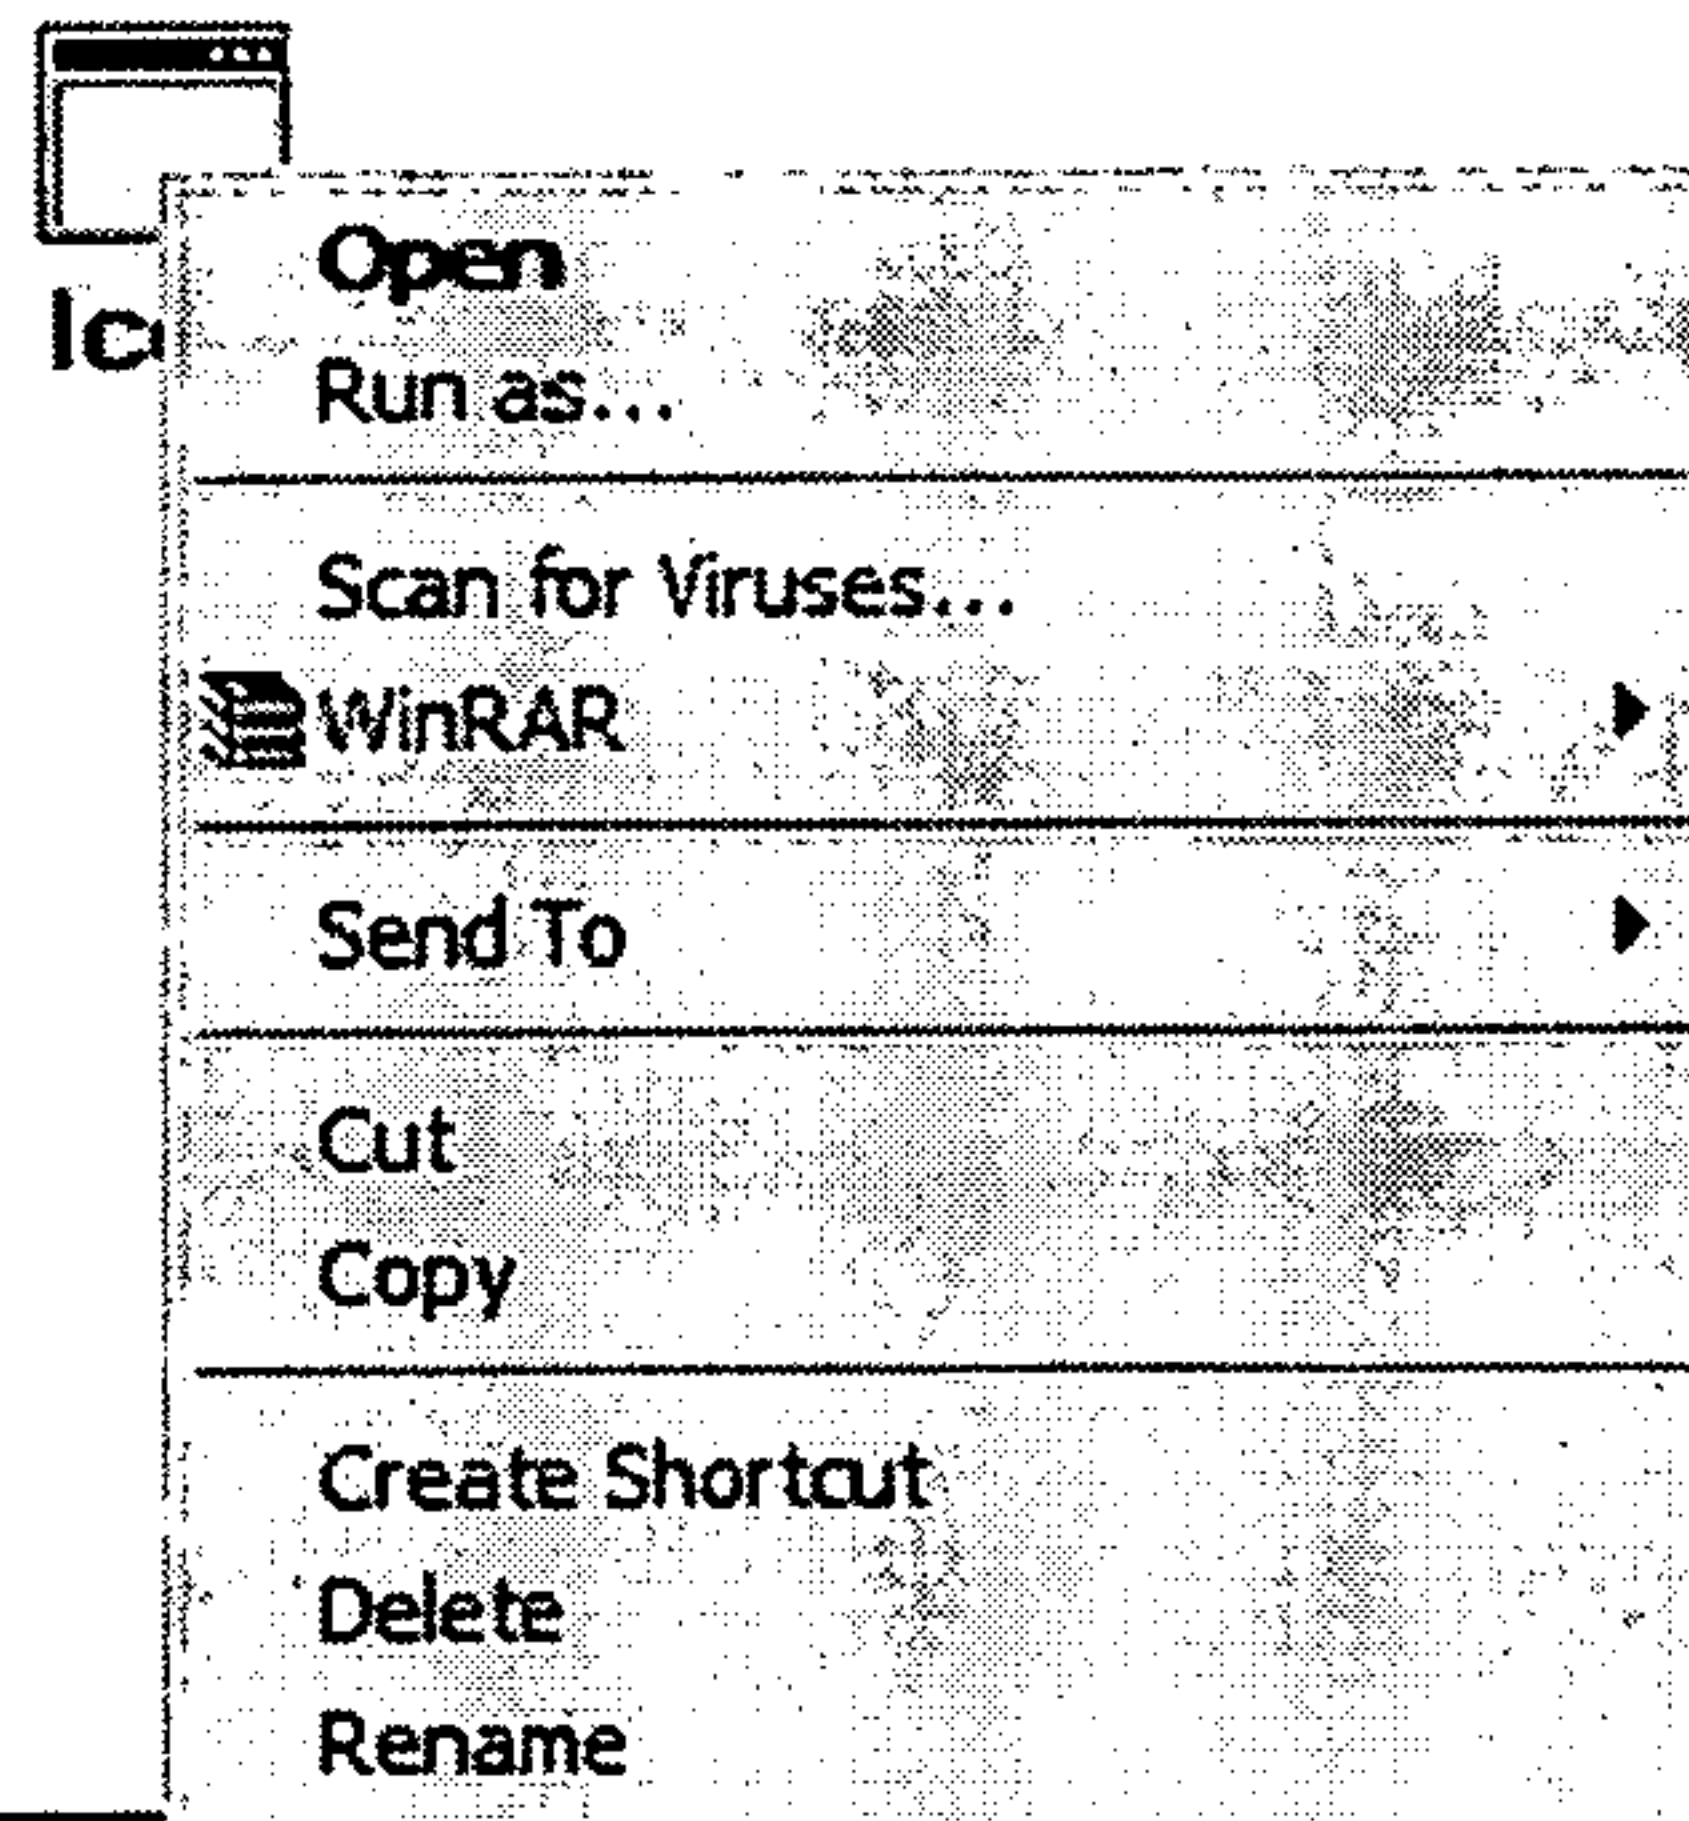 Open
Run as...
Scan for Viruses...
WinRAR
Send To
Cut
Copy
Create Shortcut
Delete
Rename